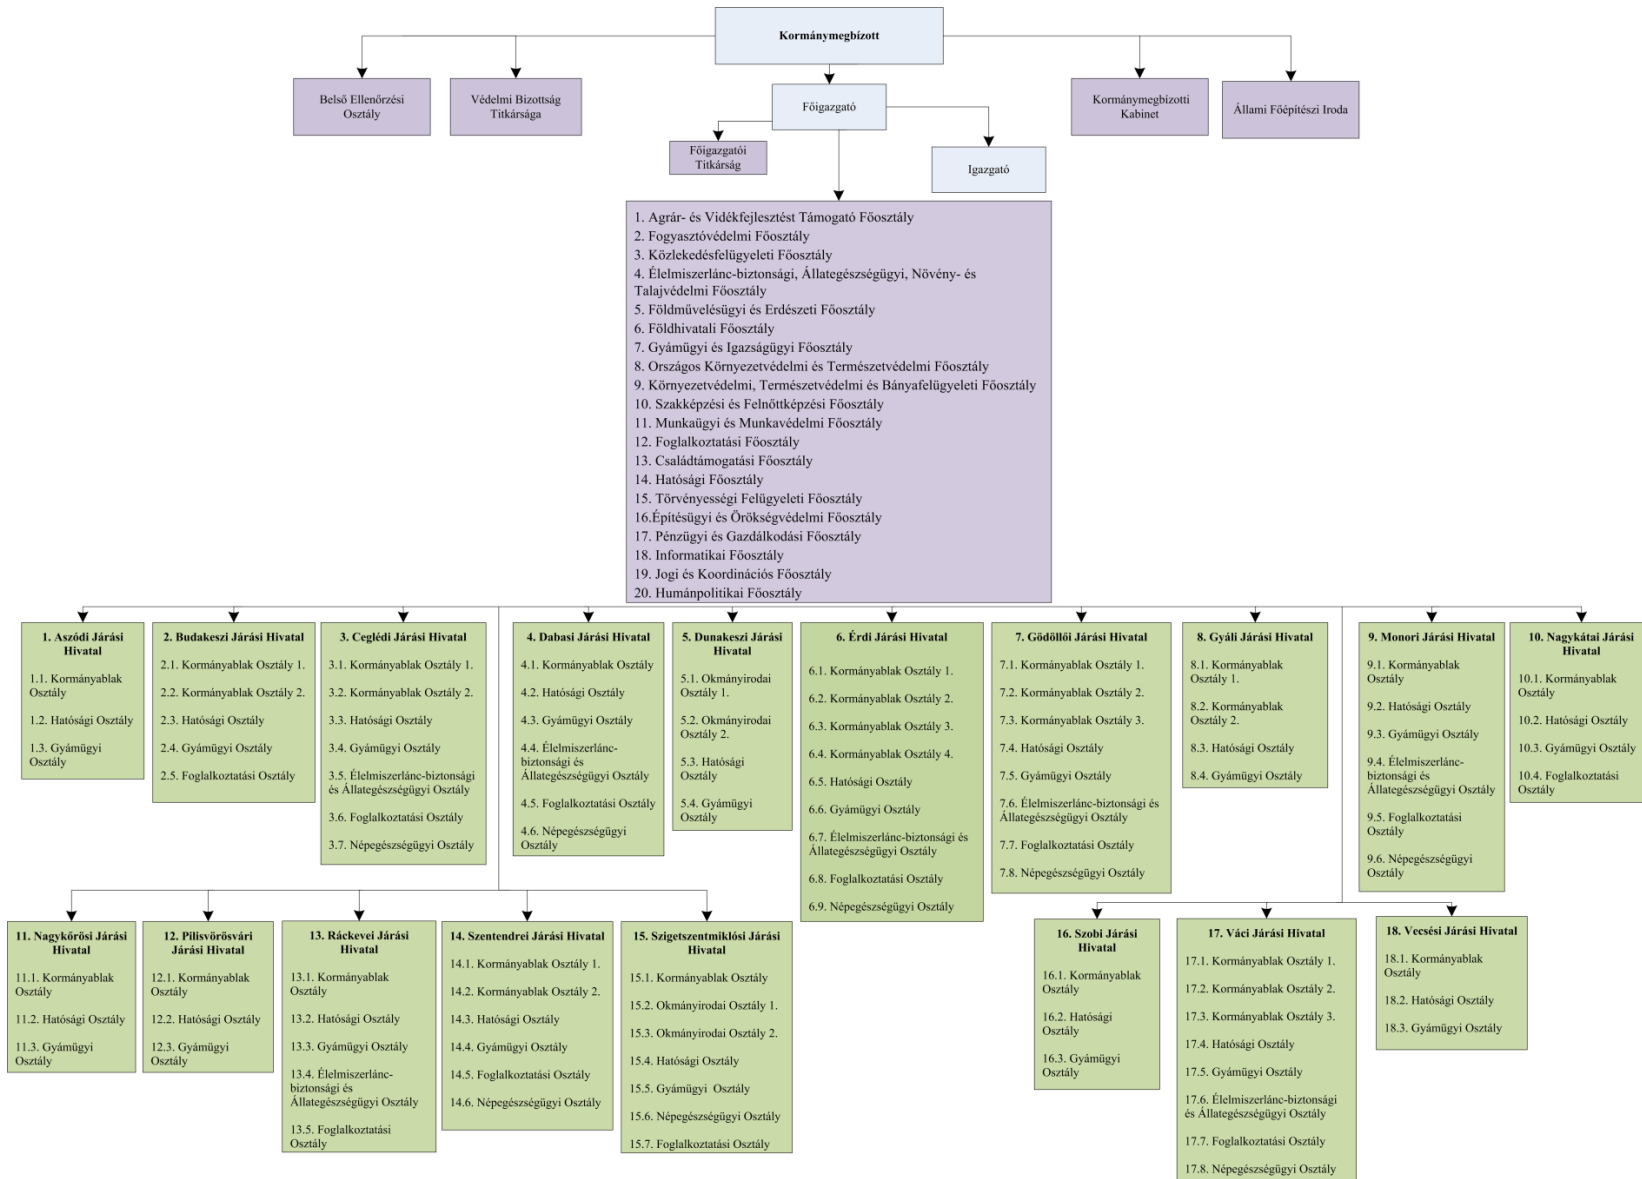 Kormánymegbízott
Belső Ellenőrzési
Osztály
Védelmi Bizottság
Titkársága
Főigazgató
Kormánymegbízotti
Kabinet
Állami Főépítészi Iroda
Főigazgatói
Titkárság
Igazgató
1. Agrár- és Vidékfejlesztést Támogató Főosztály
2. Fogyasztóvédelmi Főosztály
3. Közlekedésfelügyeleti Főosztály
4. Élelmiszerlánc-biztonsági, Állategészségügyi, Növény- és
Talajvédelmi Főosztály
5. Földművelésügyi és Erdészeti Főosztály
6. Földhivatali Főosztály
7. Gyámügyi és Igazságügyi Főosztály
8. Országos Környezetvédelmi és Természetvédelmi Főosztály
9. Környezetvédelmi, Természetvédelmi és Bányafelügyeleti Főosztály
10. Szakképzési és Felnőttképzési Főosztály
11. Munkaügyi és Munkavédelmi Főosztály
12. Foglalkoztatási Főosztály
13. Családtámogatási Főosztály
14. Hatósági Főosztály
15. Törvényességi Felügyeleti Főosztály
16.Építésügyi és Örökségvédelmi Főosztály
17. Pénzügyi és Gazdálkodási Főosztály
18. Informatikai Főosztály
19. Jogi és Koordinációs Főosztály
20. Humánpolitikai Főosztály
1. Aszódi Járási
Hivatal
1.1. Kormányablak
Osztály
1.2. Hatósági Osztály
1.3. Gyámügyi
Osztály
2. Budakeszi Járási Hivatal
2.1. Kormányablak Osztály 1.
2.2. Kormányablak Osztály 2.
2.3. Hatósági Osztály
2.4. Gyámügyi Osztály
2.5. Foglalkoztatási Osztály
3. Ceglédi Járási Hivatal
3.1. Kormányablak Osztály 1.
3.2. Kormányablak Osztály 2.
3.3. Hatósági Osztály
3.4. Gyámügyi Osztály
3.5. Élelmiszerlánc-biztonsági
és Állategészségügyi Osztály
3.6. Foglalkoztatási Osztály
3.7. Népegészségügyi Osztály
4. Dabasi Járási Hivatal
4.1. Kormányablak Osztály
4.2. Hatósági Osztály
4.3. Gyámügyi Osztály
4.4. Élelmiszerlánc-
biztonsági és
Állategészségügyi Osztály
4.5. Foglalkoztatási Osztály
4.6. Népegészségügyi
Osztály
5. Dunakeszi Járási
Hivatal
5.1. Okmányirodai
Osztály 1.
5.2. Okmányirodai
Osztály 2.
5.3. Hatósági
Osztály
5.4. Gyámügyi
Osztály
6. Érdi Járási Hivatal
6.1. Kormányablak Osztály 1.
6.2. Kormányablak Osztály 2.
6.3. Kormányablak Osztály 3.
6.4. Kormányablak Osztály 4.
6.5. Hatósági Osztály
6.6. Gyámügyi Osztály
6.7. Élelmiszerlánc-biztonsági és
Állategészségügyi Osztály
6.8. Foglalkoztatási Osztály
6.9. Népegészségügyi Osztály
7. Gödöllői Járási Hivatal
7.1. Kormányablak Osztály 1.
7.2. Kormányablak Osztály 2.
7.3. Kormányablak Osztály 3.
7.4. Hatósági Osztály
7.5. Gyámügyi Osztály
7.6. Élelmiszerlánc-biztonsági és
Állategészségügyi Osztály
7.7. Foglalkoztatási Osztály
7.8. Népegészségügyi Osztály
8. Gyáli Járási Hivatal
8.1. Kormányablak
Osztály 1.
8.2. Kormányablak
Osztály 2.
8.3. Hatósági Osztály
8.4. Gyámügyi Osztály
9. Monori Járási Hivatal
9.1. Kormányablak
Osztály
9.2. Hatósági Osztály
9.3. Gyámügyi Osztály
9.4. Élelmiszerlánc-
biztonsági és
Állategészségügyi Osztály
9.5. Foglalkoztatási
Osztály
9.6. Népegészségügyi
Osztály
10. Nagykátai Járási
Hivatal
10.1. Kormányablak
Osztály
10.2. Hatósági Osztály
10.3. Gyámügyi Osztály
10.4. Foglalkoztatási
Osztály
11. Nagykőrösi Járási
Hivatal
11.1. Kormányablak
Osztály
11.2. Hatósági Osztály
11.3. Gyámügyi
Osztály
12. Pilisvörösvári
Járási Hivatal
12.1. Kormányablak
Osztály
12.2. Hatósági Osztály
12.3. Gyámügyi
Osztály
13. Ráckevei Járási
Hivatal
13.1. Kormányablak
Osztály
13.2. Hatósági Osztály
13.3. Gyámügyi Osztály
13.4. Élelmiszerlánc-
biztonsági és
Állategészségügyi Osztály
13.5. Foglalkoztatási
Osztály
14. Szentendrei Járási Hivatal
14.1. Kormányablak Osztály 1.
14.2. Kormányablak Osztály 2.
14.3. Hatósági Osztály
14.4. Gyámügyi Osztály
14.5. Foglalkoztatási Osztály
14.6. Népegészségügyi Osztály
15. Szigetszentmiklósi Járási
Hivatal
15.1. Kormányablak Osztály
15.2. Okmányirodai Osztály 1.
15.3. Okmányirodai Osztály 2.
15.4. Hatósági Osztály
15.5. Gyámügyi Osztály
15.6. Népegészségügyi Osztály
15.7. Foglalkoztatási Osztály
16. Szobi Járási
Hivatal
16.1. Kormányablak
Osztály
16.2. Hatósági
Osztály
16.3. Gyámügyi
Osztály
17. Váci Járási Hivatal
17.1. Kormányablak Osztály 1.
17.2. Kormányablak Osztály 2.
17.3. Kormányablak Osztály 3.
17.4. Hatósági Osztály
17.5. Gyámügyi Osztály
17.6. Élelmiszerlánc-biztonsági
és Állategészségügyi Osztály
17.7. Foglalkoztatási Osztály
17.8. Népegészségügyi Osztály
18. Vecsési Járási Hivatal
18.1. Kormányablak
Osztály
18.2. Hatósági Osztály
18.3. Gyámügyi Osztály